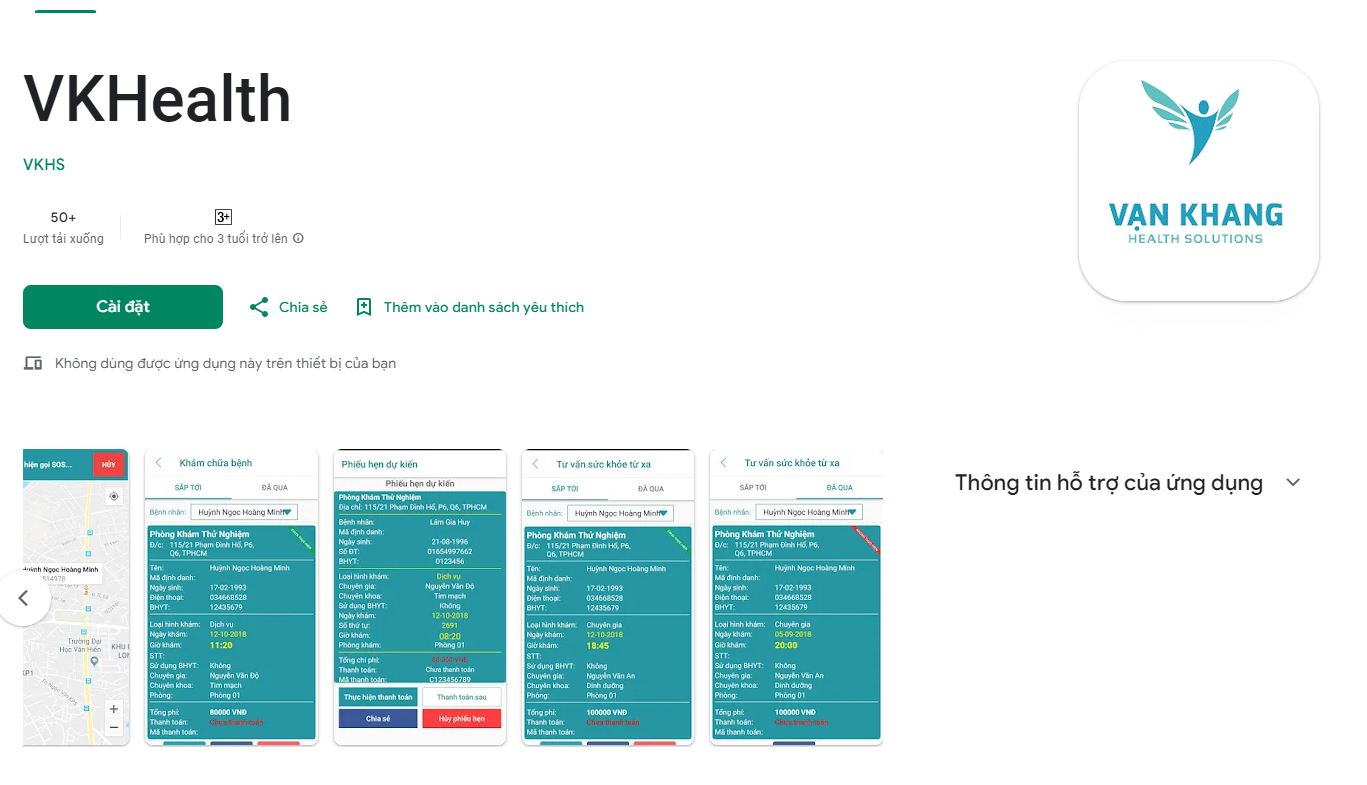 VKHealth
VKHS
50+
Lượt tải xuống
3+
Phù hợp cho 3 tuổi trở lên
Cài đặt
Chia sẻ
Thêm vào danh sách yêu thích
Không dùng được ứng dụng này trên thiết bị của bạn
VẠN KHANG
HEALTH SOLUTIONS
Thông tin hỗ trợ của ứng dụng
hiện gọi SOS...
HỦY
Huỳnh Ngọc Hoàng Minh
Trường Đại
Học Văn Hiến
KHU
Khám chữa bệnh
SẮP TỚI
ĐÃ QUA
Bệnh nhân: Huỳnh Ngọc Hoàng Minh
Phòng Khám Thử Nghiệm
Đ/c: 115/21 Phạm Đình Hổ, P6,
Q6, TPHCM
Tên: Huỳnh Ngọc Hoàng Minh
Mã định danh:
Ngày sinh: 17-02-1993
Điện thoại: 034668528
BHYT: 12435679
Loại hình khám: Dịch vụ
Ngày khám: 12-10-2018
Giờ khám: 11:20
STT:
Sử dụng BHYT: Không
Chuyên gia: Nguyễn Văn Độ
Chuyên khoa: Tim mạch
Phòng: Phòng 01
Tổng phí: 80000 VNĐ
Thanh toán: Chưa thanh toán
Mã thanh toán:
Phiếu hẹn dự kiến
Phiếu hẹn dự kiến
Phòng Khám Thử Nghiệm
Địa chỉ: 115/21 Phạm Đình Hổ, P6, Q6, TPHCM
Bệnh nhân: Lâm Gia Huy
Mã định danh:
Ngày sinh: 21-08-1996
Số ĐT: 01654997662
BHYT: 0123456
Loại hình khám: Dịch vụ
Chuyên gia: Nguyễn Văn Độ
Chuyên khoa: Tim mạch
Sử dụng BHYT: Không
Ngày khám: 12-10-2018
Số thứ tự: 2691
Giờ khám: 08:20
Phòng khám: Phòng 01
Tổng chi phí: 80.000 VNĐ
Thanh toán: Chưa thanh toán
Mã thanh toán: C123456789
Thực hiện thanh toán
Thanh toán sau
Chia sẻ
Hủy phiếu hẹn
Tư vấn sức khỏe từ xa
SẮP TỚI
ĐÃ QUA
Bệnh nhân: Huỳnh Ngọc Hoàng Minh
Phòng Khám Thử Nghiệm
Đ/c: 115/21 Phạm Đình Hổ, P6,
Q6, TPHCM
Tên: Huỳnh Ngọc Hoàng Minh
Mã định danh:
Ngày sinh: 17-02-1993
Điện thoại: 034668528
BHYT: 12435679
Loại hình khám: Chuyên gia
Ngày khám: 12-10-2018
Giờ khám: 18:45
STT:
Sử dụng BHYT: Không
Chuyên gia: Nguyễn Văn An
Chuyên khoa: Dinh dưỡng
Phòng: Phòng 01
Tổng phí: 100000 VNĐ
Thanh toán: Chưa thanh toán
Mã thanh toán:
Tư vấn sức khỏe từ xa
SẮP TỚI
ĐÃ QUA
Bệnh nhân: Huỳnh Ngọc Hoàng Minh
Phòng Khám Thử Nghiệm
Đ/c: 115/21 Phạm Đình Hổ, P6,
Q6, TPHCM
Tên: Huỳnh Ngọc Hoàng Minh
Mã định danh:
Ngày sinh: 17-02-1993
Điện thoại: 034668528
BHYT: 12435679
Loại hình khám: Chuyên gia
Ngày khám: 05-09-2018
Giờ khám: 20:00
STT:
Sử dụng BHYT: Không
Chuyên gia: Nguyễn Văn An
Chuyên khoa: Dinh dưỡng
Phòng: Phòng 01
Tổng phí: 100000 VNĐ
Thanh toán: Chưa thanh toán
Mã thanh toán: